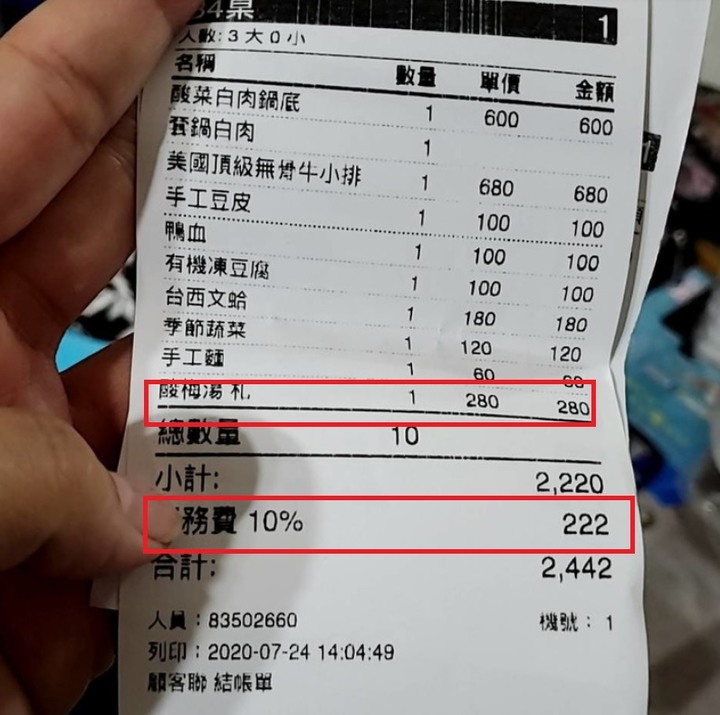 34桌 1
人數:3大0小
名稱 數量 單價 金額
酸菜白肉鍋底 1 600 600
套鍋白肉 1
美國頂級無骨牛小排 1 680 680
手工豆皮 1 100 100
鴨血 1 100 100
有機凍豆腐 1 100 100
台西文蛤 1 180 180
季節蔬菜 1 120 120
手工麵 1 60 60
酸梅湯 札 1 280 280
總數量 10
小計: 2,220
務費 10% 222
合計: 2,442
人員:83502660 機號: 1
列印:2020-07-24 14:04:49
顧客聯 結帳單